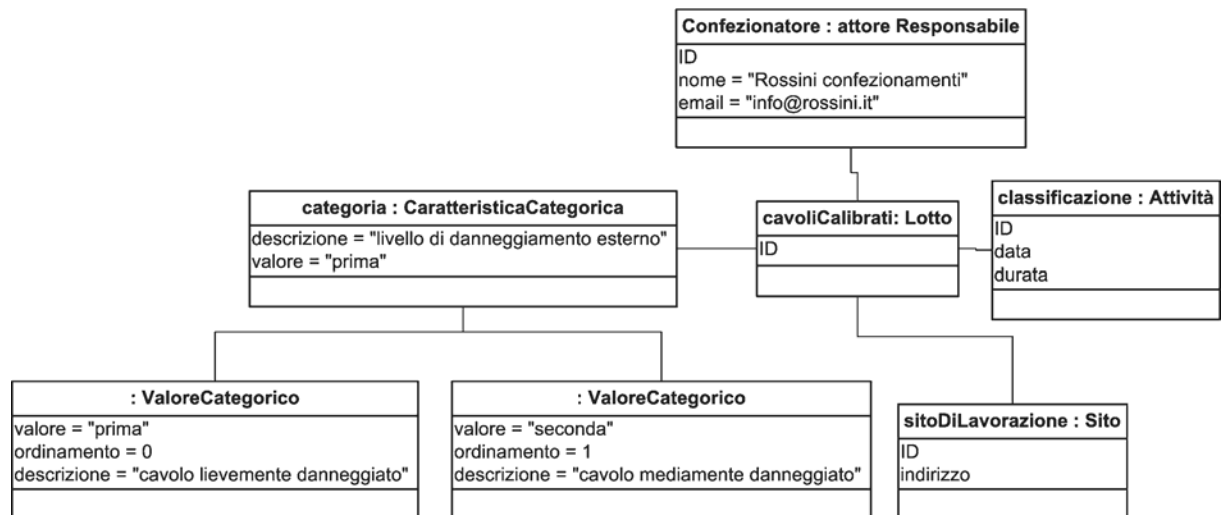 Confezionatore : attore Responsabile
ID
nome = "Rossini confezionamenti"
email = "info@rossini.it"
categoria : CaratteristicaCategorica
descrizione = "livello di danneggiamento esterno"
valore = "prima"
cavoliCalibrati: Lotto
ID
classificazione : Attività
ID
data
durata
: ValoreCategorico
valore = "prima"
ordinamento = 0
descrizione = "cavolo lievemente danneggiato"
: ValoreCategorico
valore = "seconda"
ordinamento = 1
descrizione = "cavolo mediamente danneggiato"
sitoDiLavorazione : Sito
ID
indirizzo